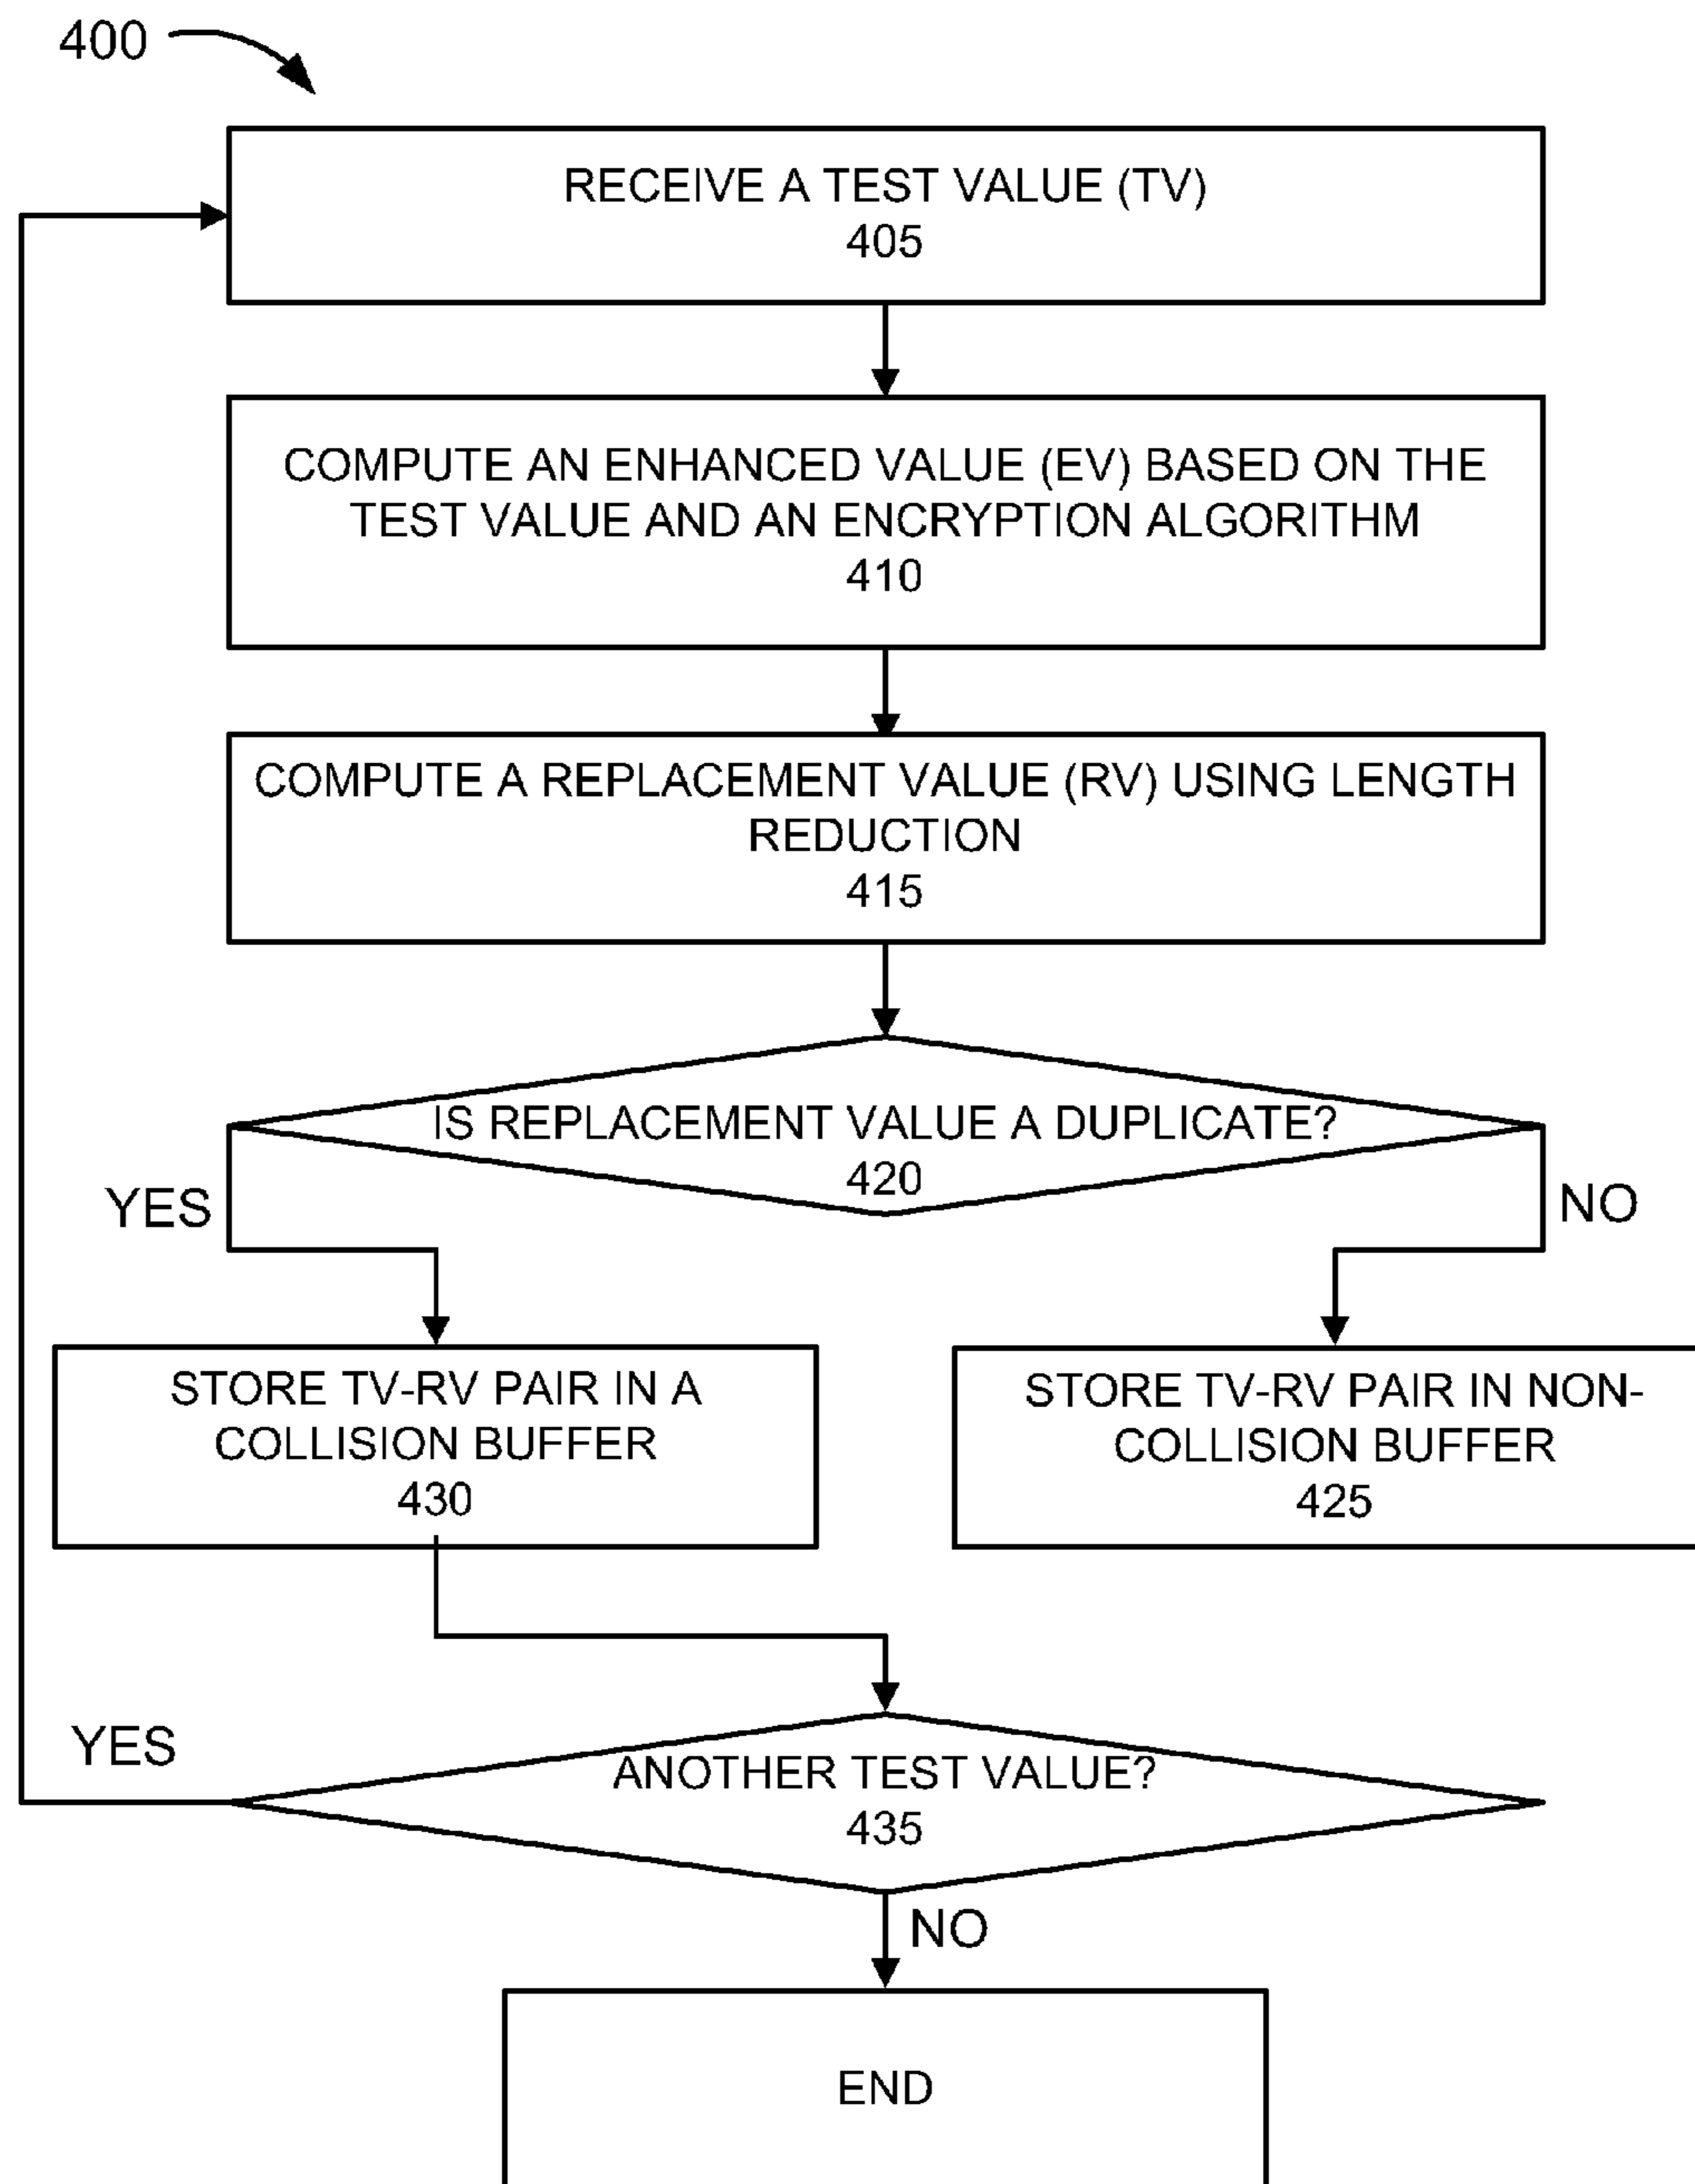 400
RECEIVE A TEST VALUE (TV)
405
COMPUTE AN ENHANCED VALUE (EV) BASED ON THE
TEST VALUE AND AN ENCRYPTION ALGORITHM
410
COMPUTE A REPLACEMENT VALUE (RV) USING LENGTH
REDUCTION
415
IS REPLACEMENT VALUE A DUPLICATE?
420
YES
NO
STORE TV-RV PAIR IN A
COLLISION BUFFER
430
STORE TV-RV PAIR IN NON-
COLLISION BUFFER
425
YES
ANOTHER TEST VALUE?
435
NO
END